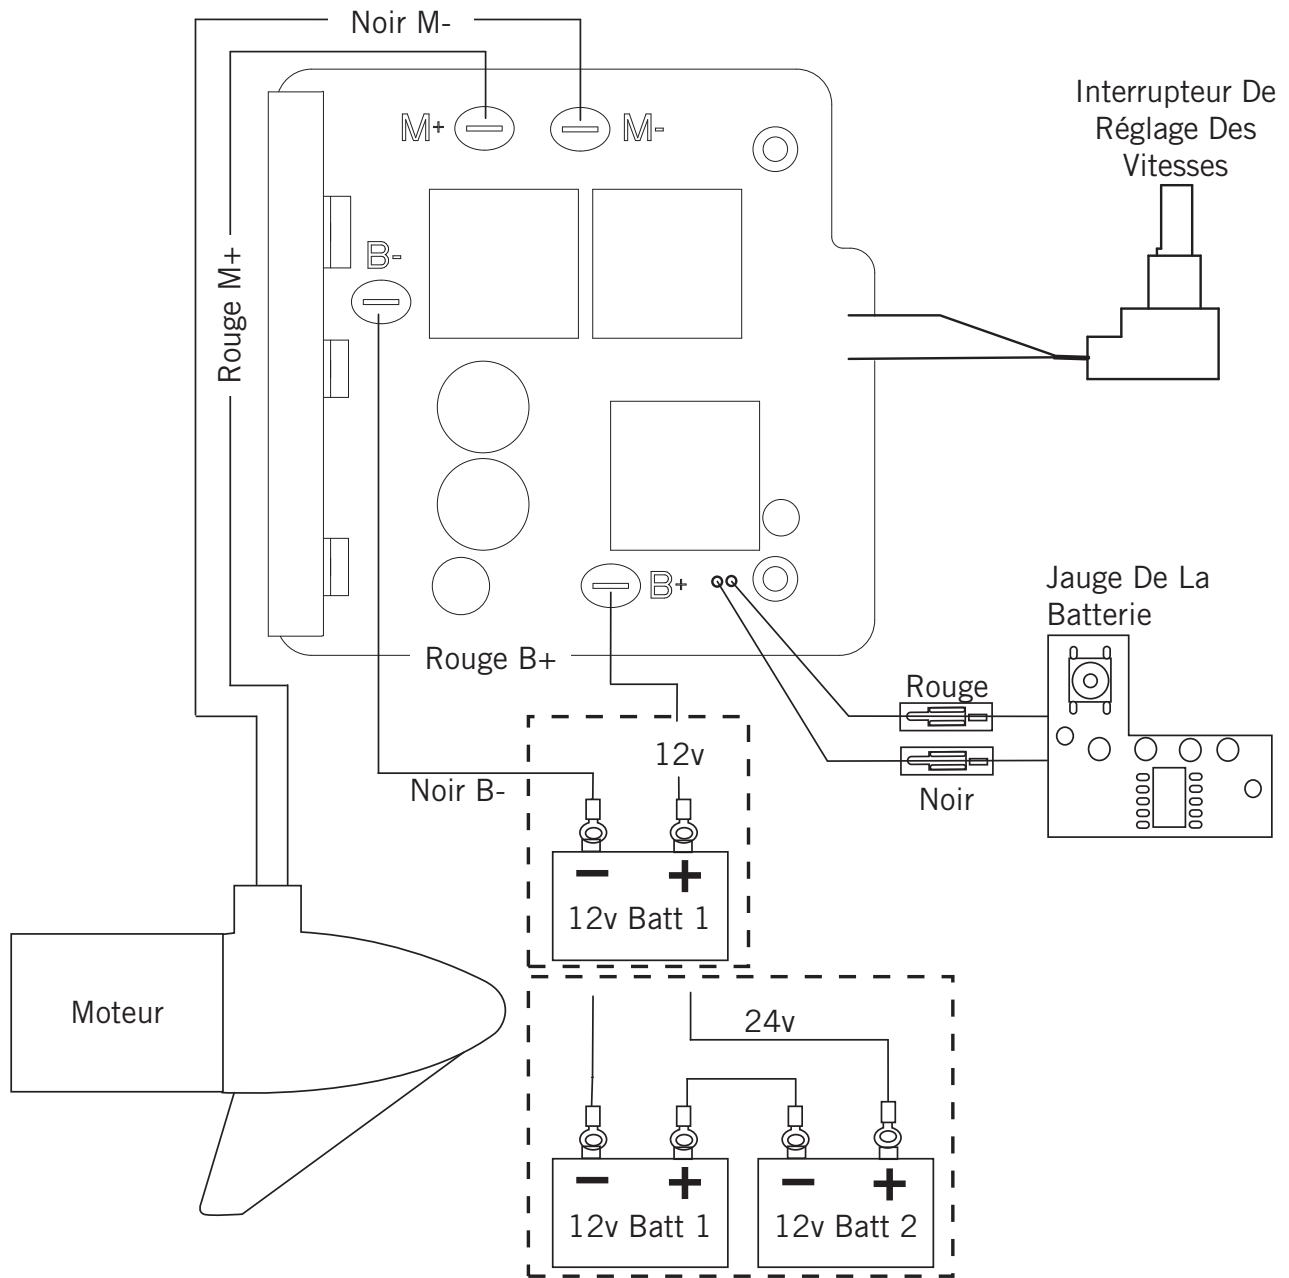 Noir M-
Interrupteur De
Réglage Des
Vitesses
M+
M-
Rouge M+
B-
B+
Rouge B+
Jauge De La
Batterie
Rouge
Noir
12v
Noir B-
− +
12v Batt 1
Moteur
24v
− +
12v Batt 1
− +
12v Batt 2